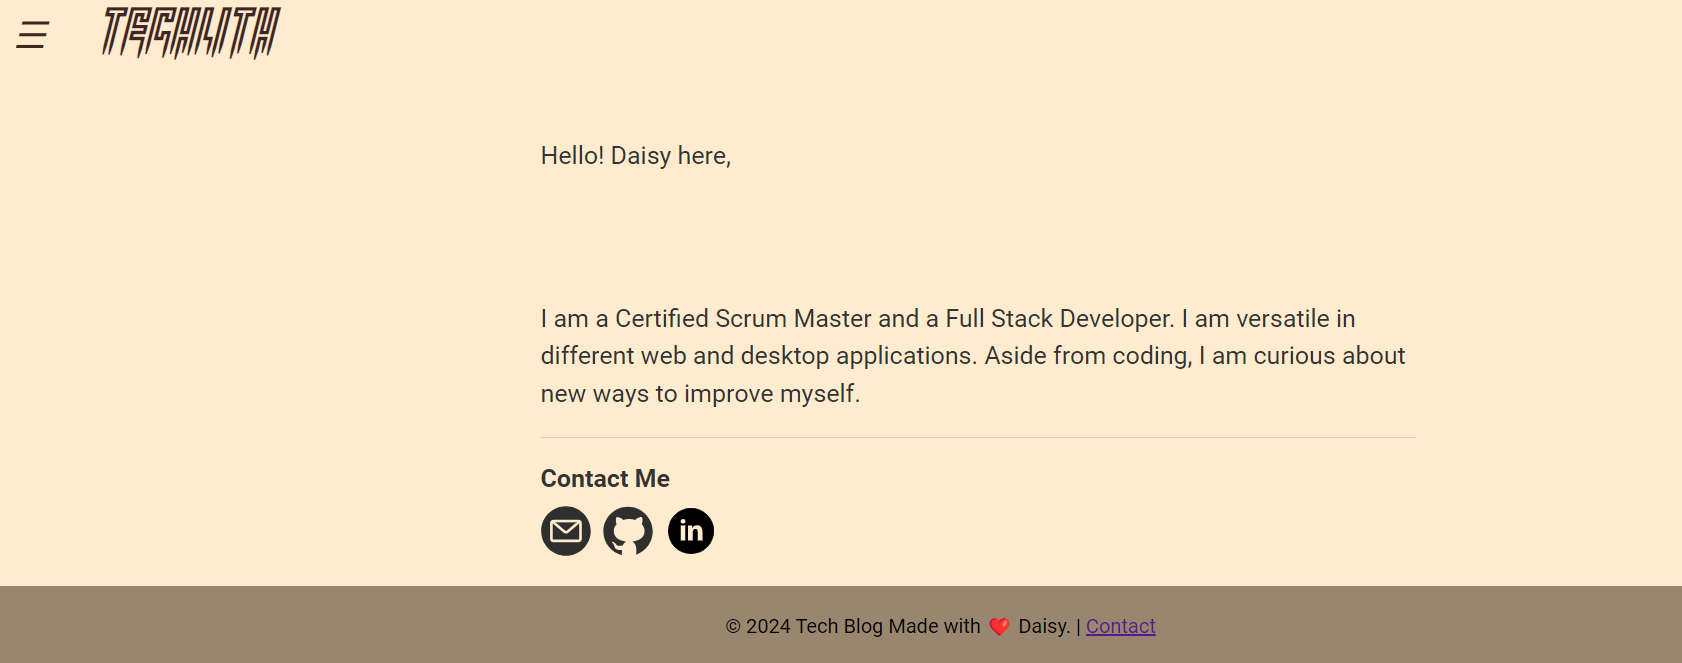 TECHLITH
Hello! Daisy here,
I am a Certified Scrum Master and a Full Stack Developer. I am versatile in
different web and desktop applications. Aside from coding, I am curious about
new ways to improve myself.
Contact Me
in
© 2024 Tech Blog Made with ❤️ Daisy. | Contact